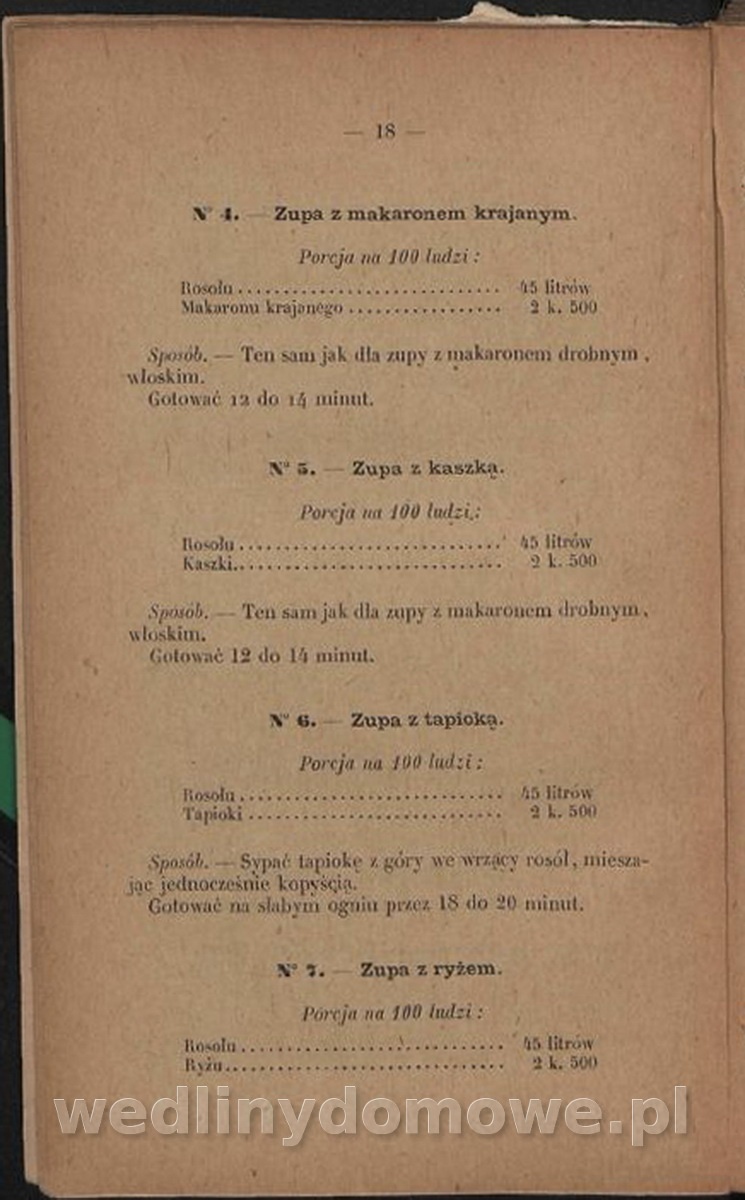 — 18 —
N° 4. — Zupa z makaronem krajanym.
Porcja na 100 ludzi :
Rosołu .............................. 45 litrów
Makaronu krajanego ................. 2 k. 500
Sposób. — Ten sam jak dla zupy z makaronem drobnym ,
włoskim.
Gotować 12 do 14 minut.
N° 5. — Zupa z kaszką.
Porcja na 100 ludzi :
Rosołu .............................. 45 litrów
Kaszki .............................. 2 k. 500
Sposób. — Ten sam jak dla zupy z makaronem drobnym ,
włoskim.
Gotować 12 do 14 minut.
N° 6. — Zupa z tapioką.
Porcja na 100 ludzi :
Rosołu .............................. 45 litrów
Tapioki ............................. 2 k. 500
Sposób. — Sypać tapiokę z góry we wrzący rosół, miesza-
jąc jednocześnie kopyścią.
Gotować na słabym ogniu przez 18 do 20 minut.
N° 7. — Zupa z ryżem.
Porcja na 100 ludzi :
Rosołu .............................. 45 litrów
Ryżu ................................ 2 k. 500
wedlinydomowe.pl